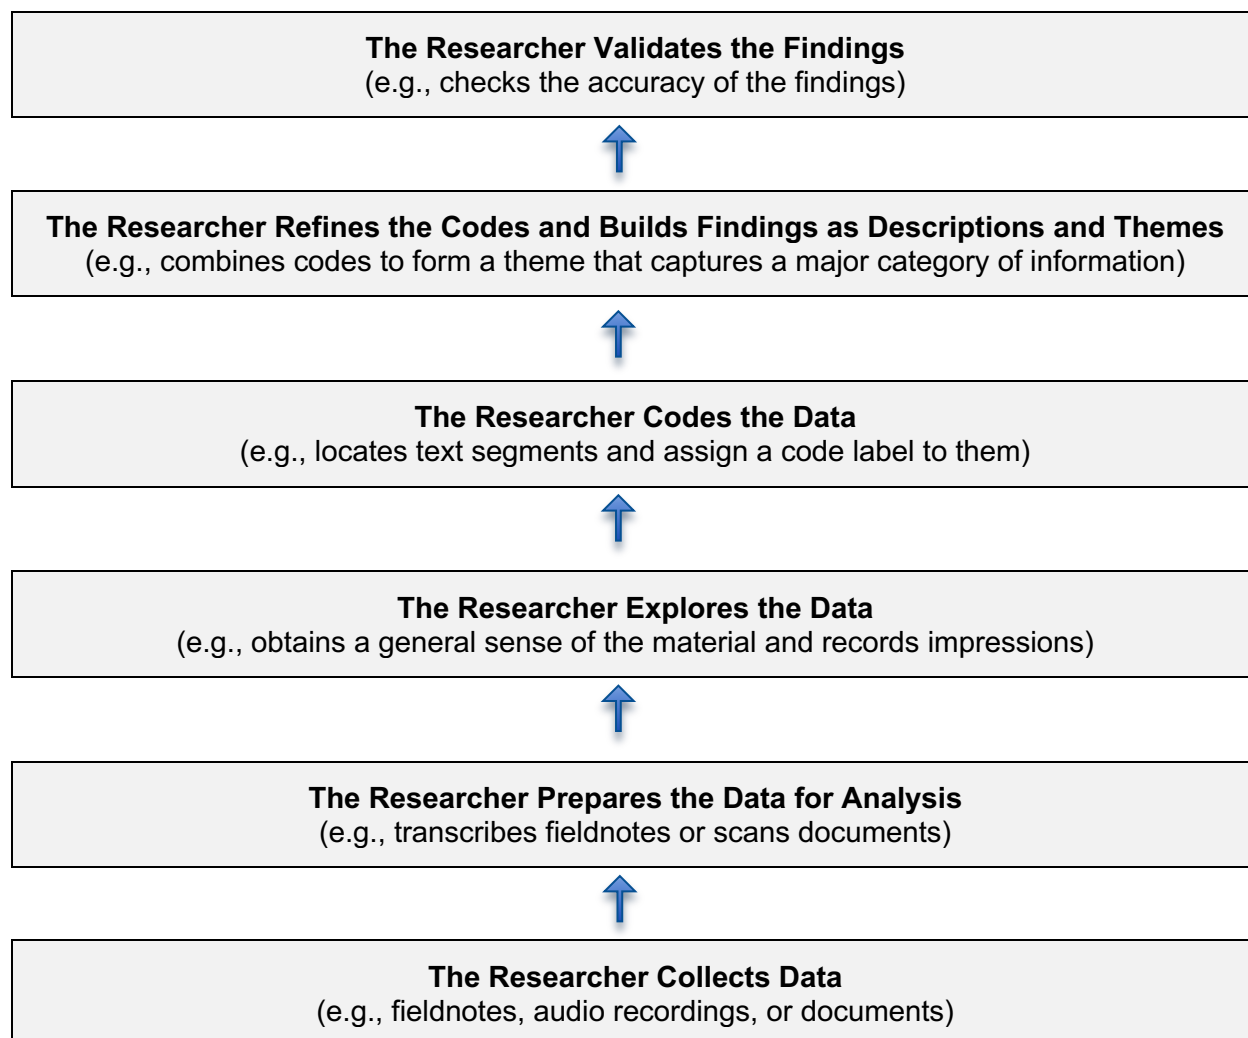 The Researcher Validates the Findings
(e.g., checks the accuracy of the findings)
The Researcher Refines the Codes and Builds Findings as Descriptions and Themes
(e.g., combines codes to form a theme that captures a major category of information)
The Researcher Codes the Data
(e.g., locates text segments and assign a code label to them)
The Researcher Explores the Data
(e.g., obtains a general sense of the material and records impressions)
The Researcher Prepares the Data for Analysis
(e.g., transcribes fieldnotes or scans documents)
The Researcher Collects Data
(e.g., fieldnotes, audio recordings, or documents)